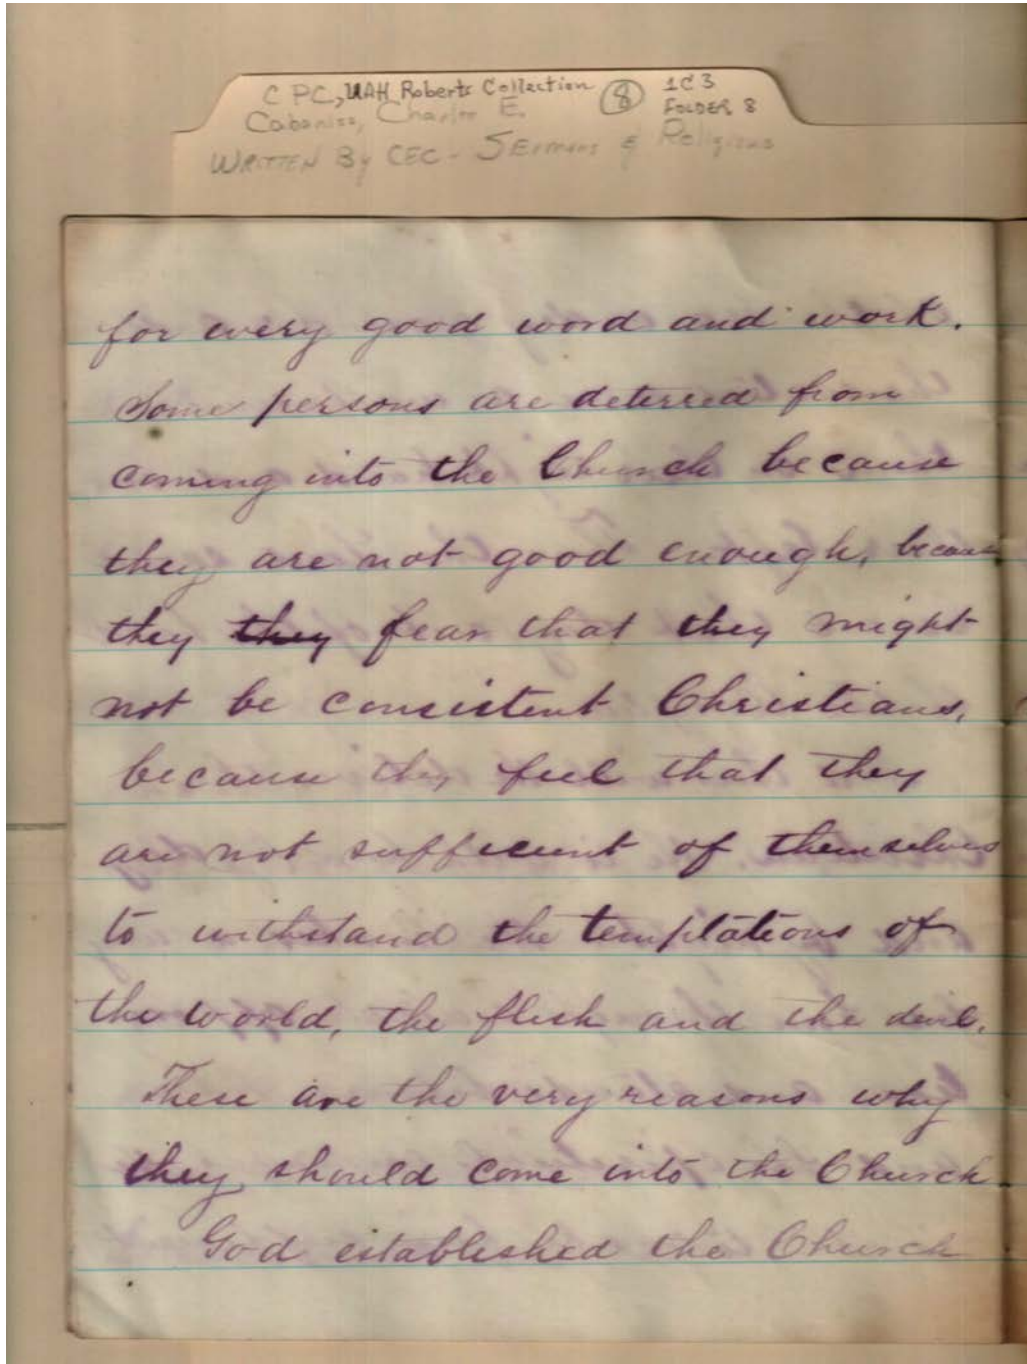 C PC, UAH Roberts Collection ⑧ 1C3
FOLDER 8
Cabaniss, Charles E.
WRITTEN By CEC - SERMONS & Religious
for every good word and work.
Some persons are deterred from
coming into the Church because
they are not good enough, because
they they fear that they might
not be consistent Christians,
because they feel that they
are not sufficient of themselves
to withstand the temptations of
the world, the flesh and the devil.
These are the very reasons why
they should come into the Church.
God established the Church